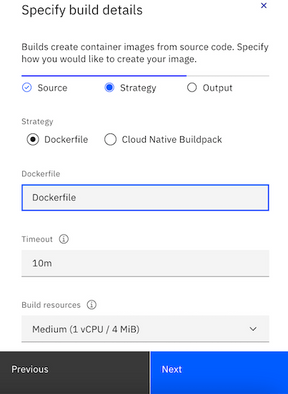 Specify build details
Builds create container images from source code. Specify
how you would like to create your image.
Source
Strategy
Output
Strategy
Dockerfile
Cloud Native Buildpack
Dockerfile
Dockerfile
Timeout
10m
Build resources
Medium (1 vCPU / 4 MiB)
Previous
Next